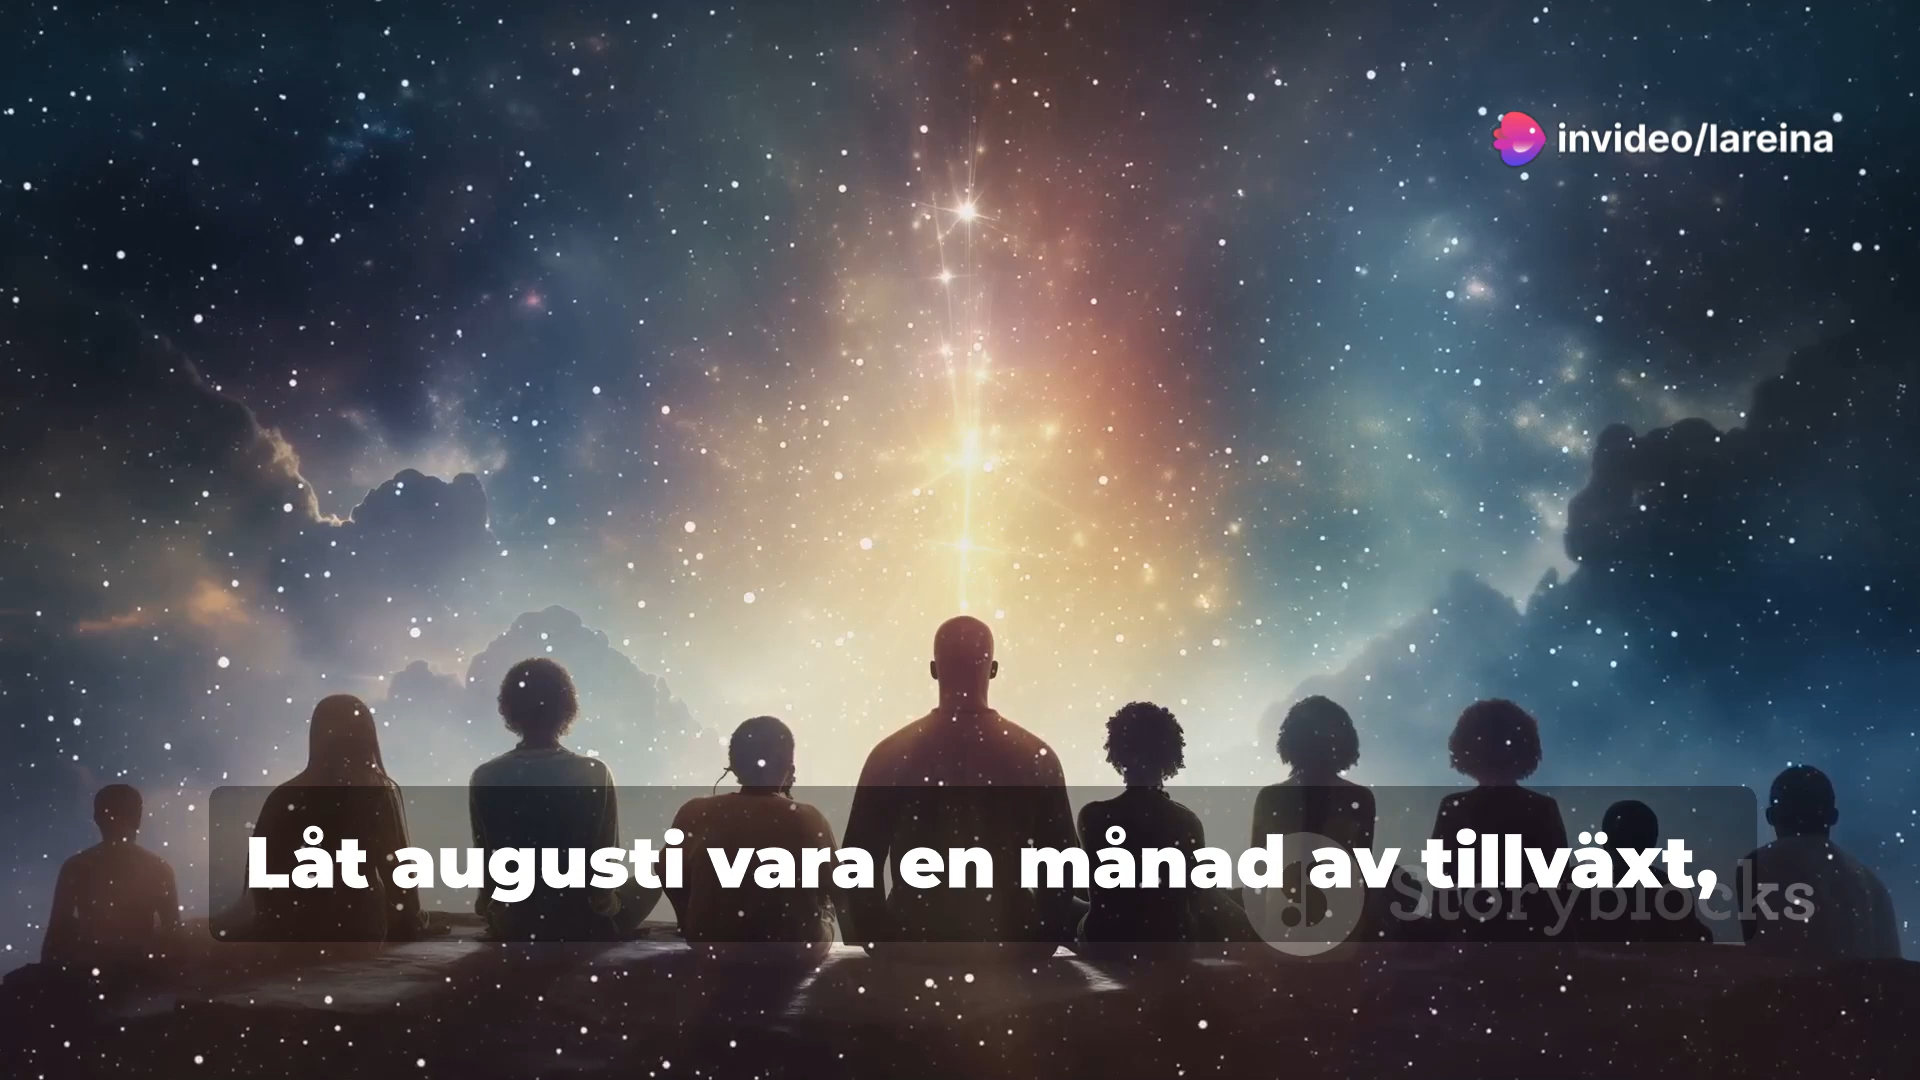 invideo/lareina
Låt augusti vara en månad av tillväxt,
Storyblocks